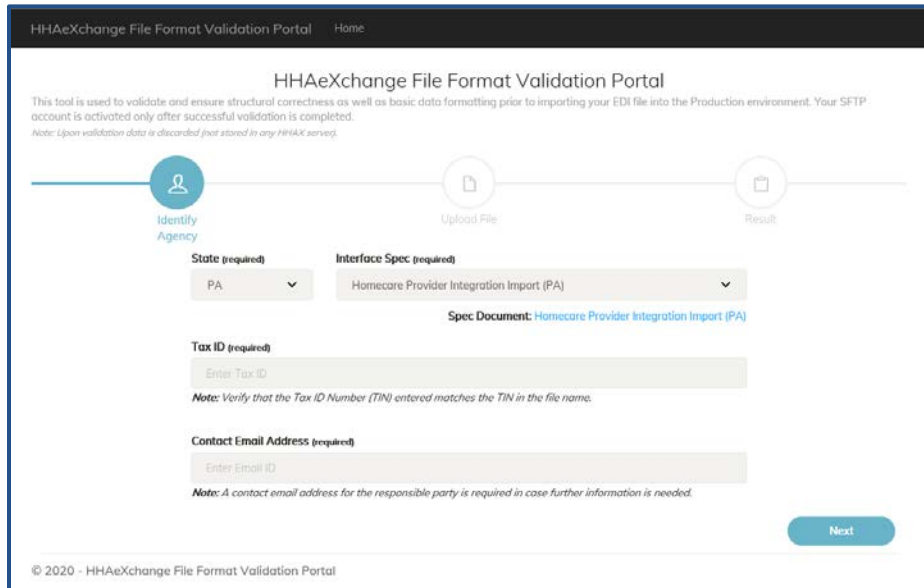 HHAeXchange File Format Validation Portal Home
HHAeXchange File Format Validation Portal
This tool is used to validate and ensure structural correctness as well as basic data formatting prior to importing your EDI file into the Production environment. Your SFTP
account is activated only after successful validation is completed.
Note: Upon validation data is discarded (not stored in any HHAX server).
Identify
Agency
Upload File
Result
State (required)
Interface Spec (required)
PA
Homecare Provider Integration Import (PA)
Spec Document: Homecare Provider Integration Import (PA)
Tax ID (required)
Enter Tax ID
Note: Verify that the Tax ID Number (TIN) entered matches the TIN in the file name.
Contact Email Address (required)
Enter Email ID
Note: A contact email address for the responsible party is required in case further information is needed.
Next
© 2020 - HHAeXchange File Format Validation Portal